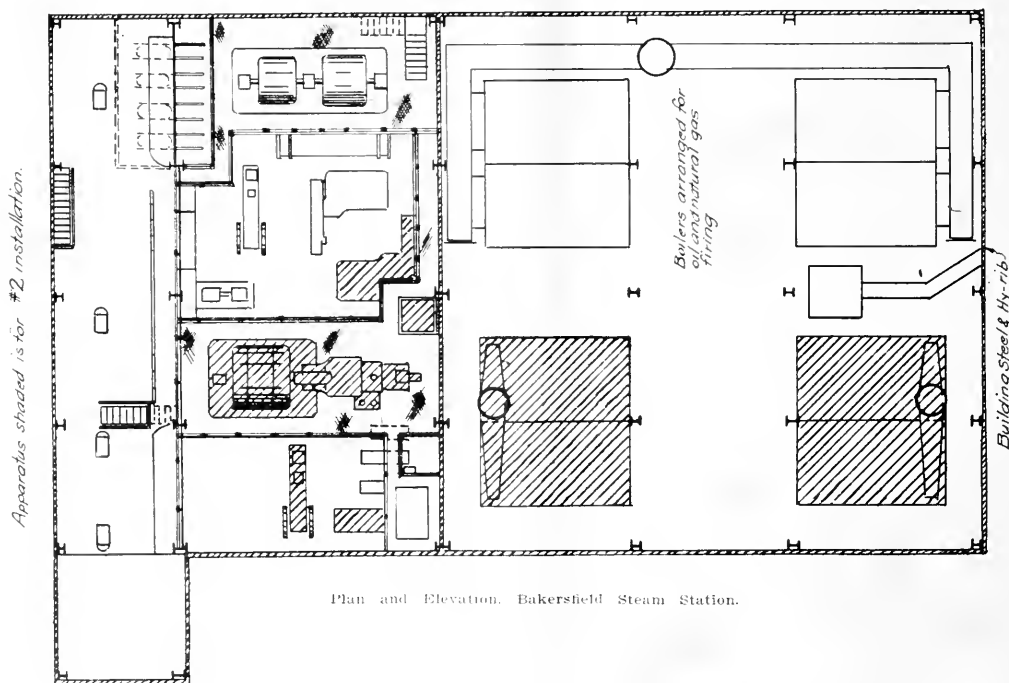 Apparatus shaded is for #2 installation.
Boilers arranged for
oil and natural gas
firing
Building Steel & Hy-rib
Plan and Elevation. Bakersfield Steam Station.